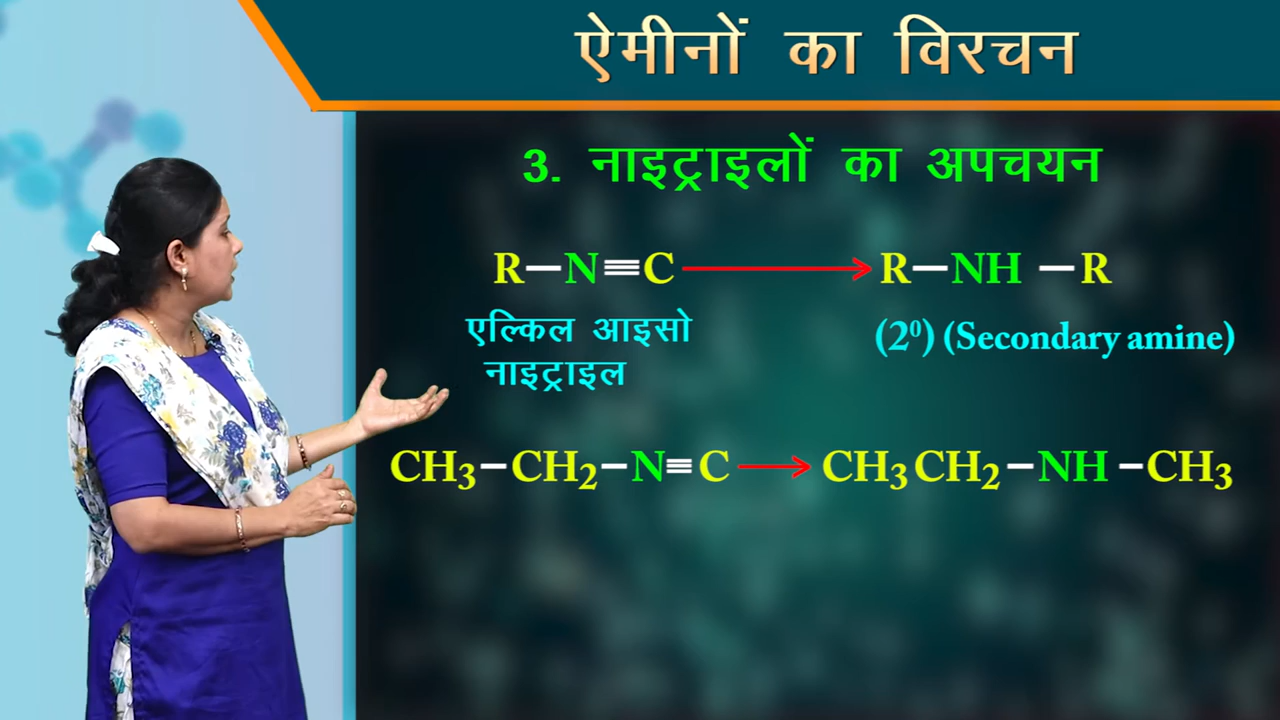 ऐमीनों का विरचन
3. नाइट्राइलों का अपचयन
R—N≡C → R—NH —R
एल्किल आइसो नाइट्राइल
(2⁰) (Secondary amine)
CH₃–CH₂–N≡C → CH₃CH₂–NH –CH₃